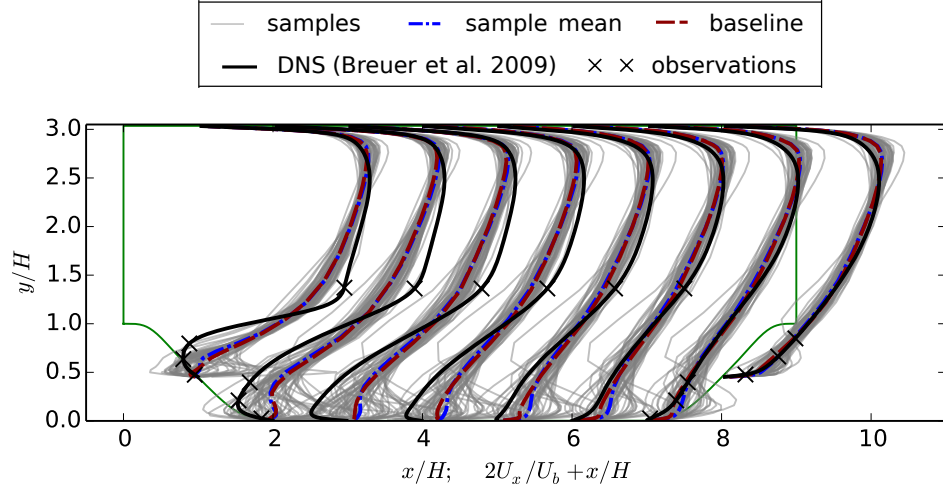 samples sample mean baseline
DNS (Breuer et al. 2009) observations
3.0
2.5
2.0
1.5
1.0
0.5
0.0
y/H
0 2 4 6 8 10
x/H; 2U_x/U_b + x/H